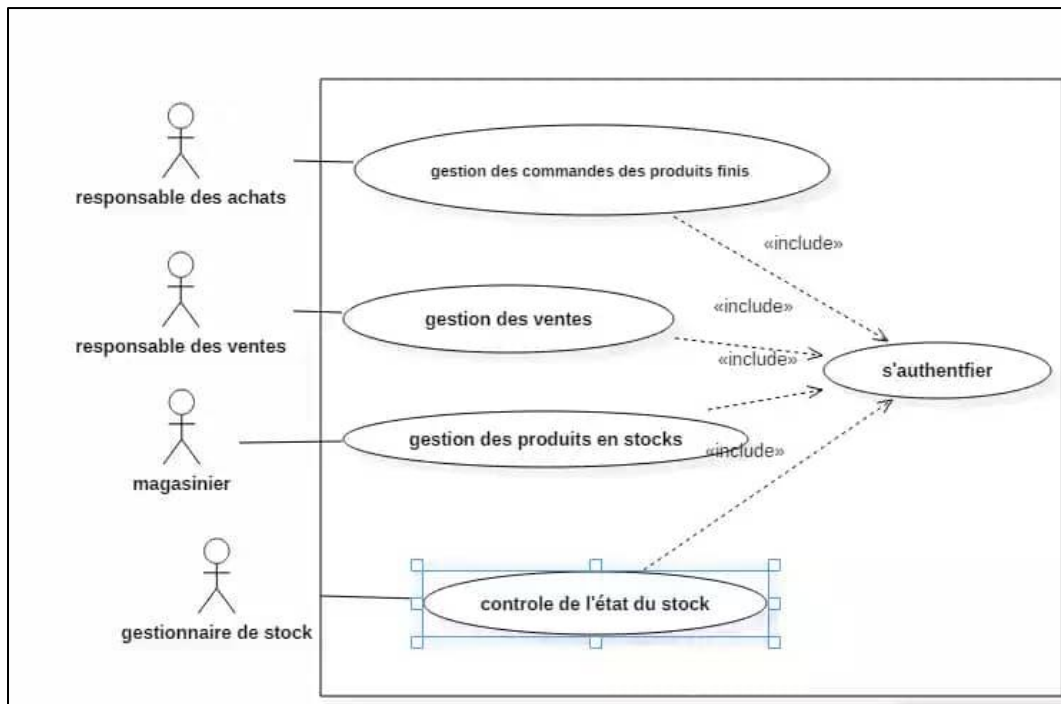 responsable des achats
gestion des commandes des produits finis
«include»
responsable des ventes
gestion des ventes
«include»
«include»
s'authentfier
magasinier
gestion des produits en stocks
«include»
gestionnaire de stock
controle de l'état du stock